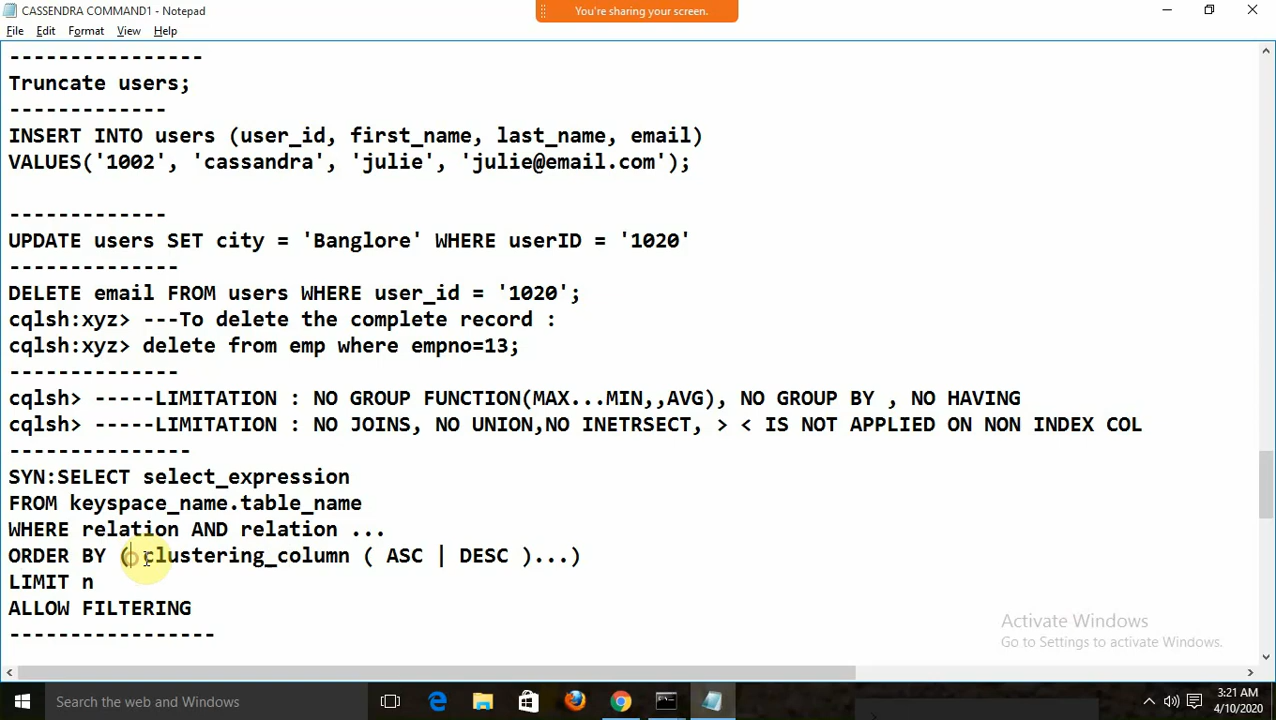 CASSENDRA COMMAND1 - Notepad
You're sharing your screen.
File Edit Format View Help
----------------
Truncate users;
-------------
INSERT INTO users (user_id, first_name, last_name, email)
VALUES('1002', 'cassandra', 'julie', 'julie@email.com');
-------------
UPDATE users SET city = 'Banglore' WHERE userID = '1020'
--------------
DELETE email FROM users WHERE user_id = '1020';
cqlsh:xyz> ---To delete the complete record :
cqlsh:xyz> delete from emp where empno=13;
--------------
cqlsh> -----LIMITATION : NO GROUP FUNCTION(MAX...MIN,,AVG), NO GROUP BY , NO HAVING
cqlsh> -----LIMITATION : NO JOINS, NO UNION,NO INETRSECT, > < IS NOT APPLIED ON NON INDEX COL
---------------
SYN:SELECT select_expression
FROM keyspace_name.table_name
WHERE relation AND relation ...
ORDER BY ( clustering_column ( ASC | DESC )...)
LIMIT n
ALLOW FILTERING
-----------------
Activate Windows
Go to Settings to activate Windows.
Search the web and Windows
3:21 AM
4/10/2020